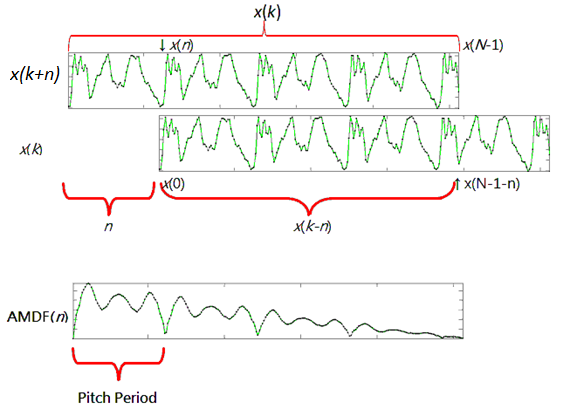 x(k)
↓ x(n) x(N-1)
x(k+n)
x(k)
x(0) ↑ x(N-1-n)
n x(k-n)
AMDF(n)
Pitch Period